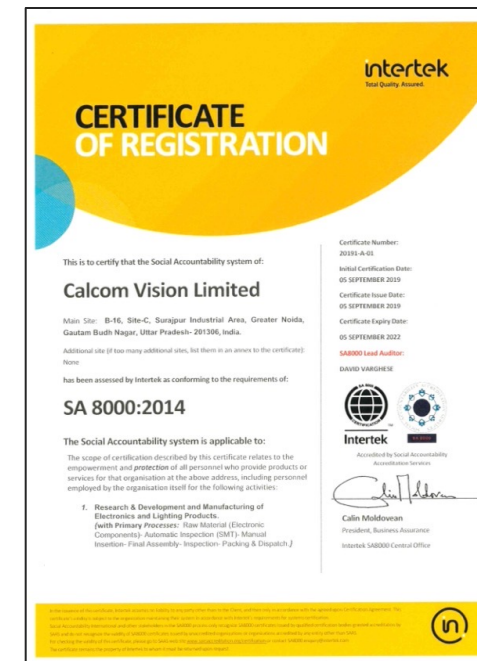 intertek
Total Quality. Assured.
CERTIFICATE
OF REGISTRATION
This is to certify that the Social Accountability system of:
Calcom Vision Limited
Main Site: B-16, Site-C, Surajpur Industrial Area, Greater Noida,
Gautam Budh Nagar, Uttar Pradesh- 201306, India.
Additional site (if too many additional sites, list them in an annex to the certificate):
None
has been assessed by Intertek as conforming to the requirements of:
SA 8000:2014
The Social Accountability system is applicable to:
The scope of certification described by this certificate relates to the
empowerment and protection of all personnel who provide products or
services for that organisation at the above address, including personnel
employed by the organisation itself for the following activities:
1. Research & Development and Manufacturing of
Electronics and Lighting Products.
(with Primary Processes: Raw Material (Electronic
Components)- Automatic Inspection (SMT)- Manual
Insertion- Final Assembly- Inspection- Packing & Dispatch.)
Certificate Number:
20191-A-01
Initial Certification Date:
05 SEPTEMBER 2019
Certificate Issue Date:
05 SEPTEMBER 2019
Certificate Expiry Date:
05 SEPTEMBER 2022
SA8000 Lead Auditor:
DAVID VARGHESE
Intertek
Accredited by Social Accountability
Accreditation Services
Calin Moldovean
President, Business Assurance
Intertek SA8000 Central Office
in